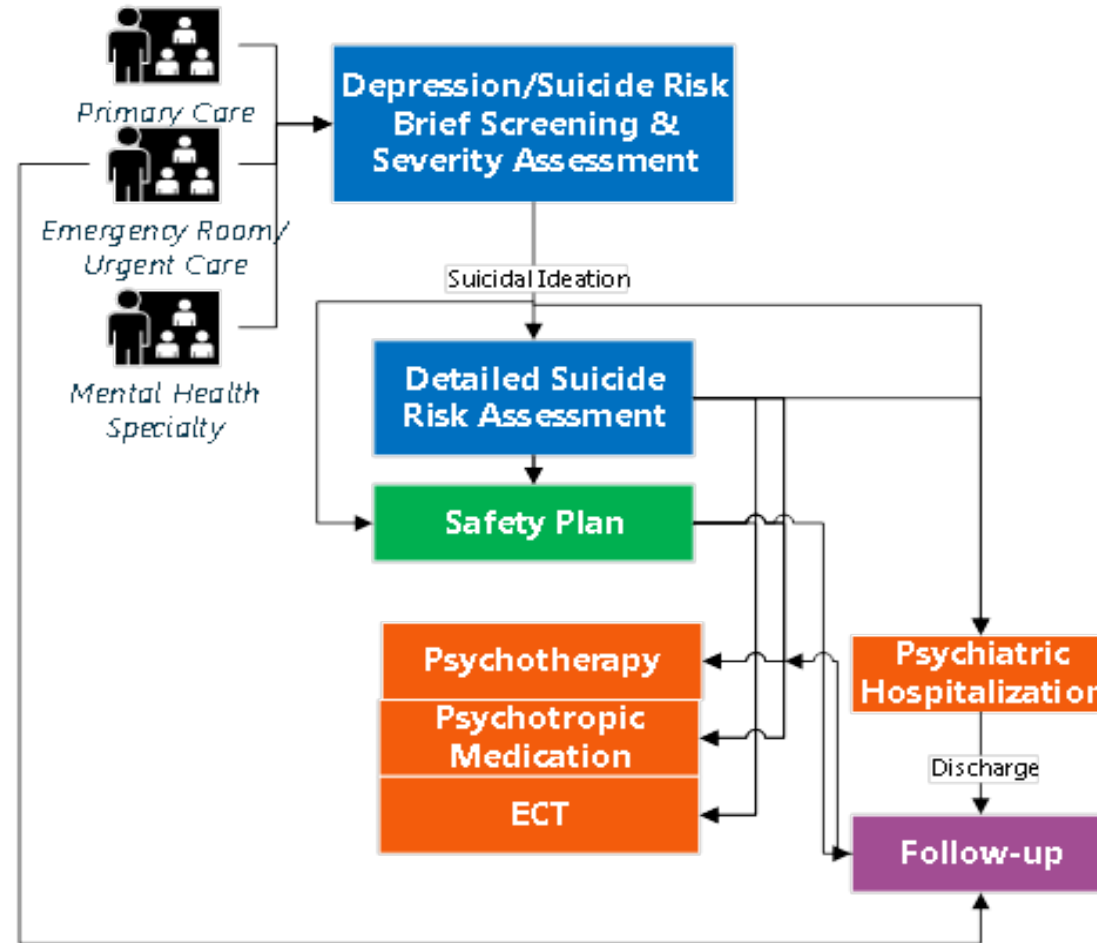 Primary Care
Emergency Room/
Urgent Care
Mental Health
Specialty
Depression/Suicide Risk
Brief Screening &
Severity Assessment
Suicidal Ideation
Detailed Suicide
Risk Assessment
Safety Plan
Psychotherapy
Psychotropic
Medication
ECT
Psychiatric
Hospitalization
Discharge
Follow-up